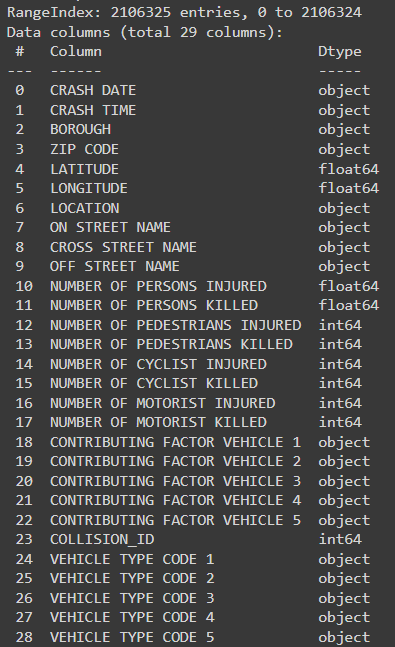 RangeIndex: 2106325 entries, 0 to 2106324
Data columns (total 29 columns):
 #   Column                         Dtype
---  ------                         -----
 0   CRASH DATE                     object
 1   CRASH TIME                     object
 2   BOROUGH                        object
 3   ZIP CODE                       object
 4   LATITUDE                       float64
 5   LONGITUDE                      float64
 6   LOCATION                       object
 7   ON STREET NAME                 object
 8   CROSS STREET NAME              object
 9   OFF STREET NAME                object
 10  NUMBER OF PERSONS INJURED      float64
 11  NUMBER OF PERSONS KILLED       float64
 12  NUMBER OF PEDESTRIANS INJURED  int64
 13  NUMBER OF PEDESTRIANS KILLED   int64
 14  NUMBER OF CYCLIST INJURED      int64
 15  NUMBER OF CYCLIST KILLED       int64
 16  NUMBER OF MOTORIST INJURED     int64
 17  NUMBER OF MOTORIST KILLED      int64
 18  CONTRIBUTING FACTOR VEHICLE 1  object
 19  CONTRIBUTING FACTOR VEHICLE 2  object
 20  CONTRIBUTING FACTOR VEHICLE 3  object
 21  CONTRIBUTING FACTOR VEHICLE 4  object
 22  CONTRIBUTING FACTOR VEHICLE 5  object
 23  COLLISION_ID                   int64
 24  VEHICLE TYPE CODE 1            object
 25  VEHICLE TYPE CODE 2            object
 26  VEHICLE TYPE CODE 3            object
 27  VEHICLE TYPE CODE 4            object
 28  VEHICLE TYPE CODE 5            object